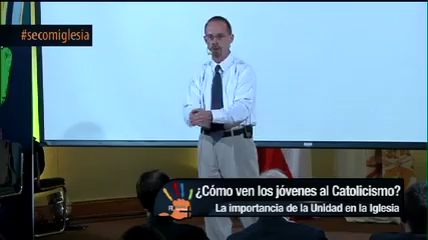 #secomiglesia
¿Cómo ven los jóvenes al Catolicismo?
La importancia de la Unidad en la Iglesia